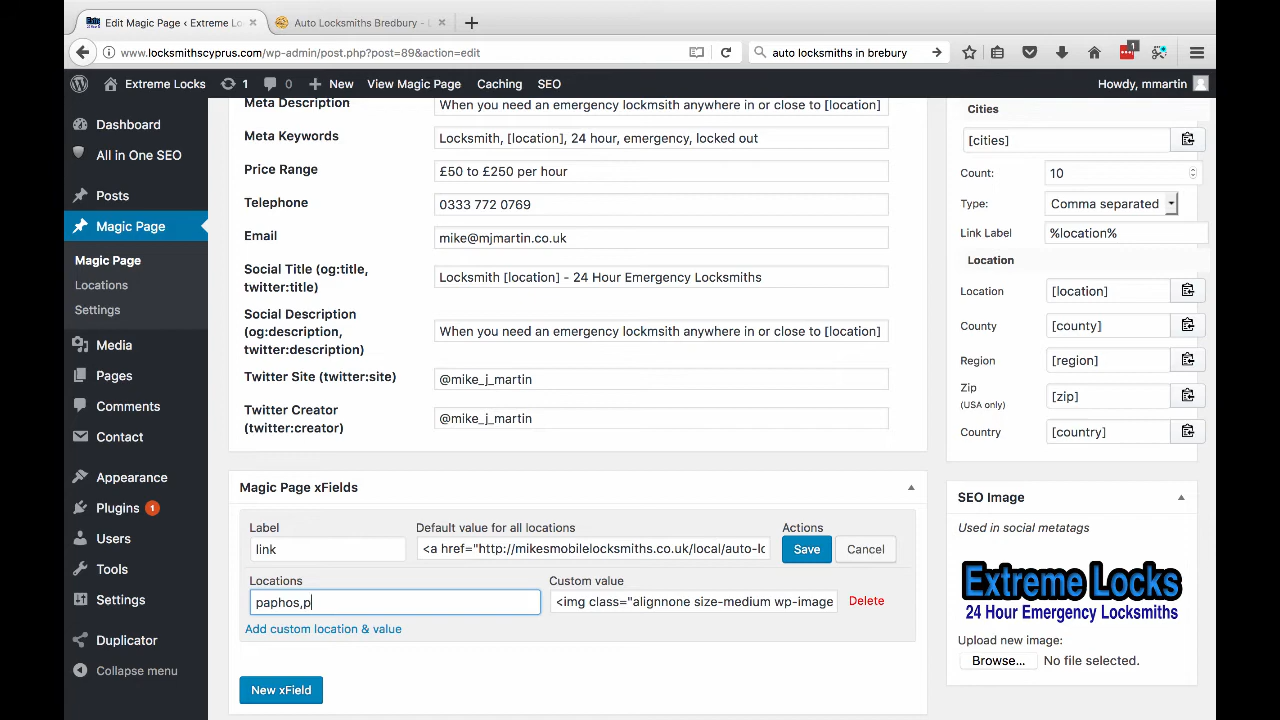 Edit Magic Page ‹ Extreme Lo
Auto Locksmiths Bredbury - L
www.locksmithscyprus.com/wp-admin/post.php?post=89&action=edit
auto locksmiths in brebury
1
Extreme Locks
1
0
New
View Magic Page
Caching
SEO
Howdy, mmartin
Dashboard
All in One SEO
Posts
Magic Page
Magic Page
Locations
Settings
Media
Pages
Comments
Contact
Appearance
Plugins 1
Users
Tools
Settings
Authority
Collapse menu
Meta Description
When you need an emergency lockmsith anywhere in or close to [location]
Meta Keywords
Locksmith, [location], 24 hour, emergency, locked out
Price Range
£50 to £250 per hour
Telephone
0333 772 0769
Email
mike@mjmartin.co.uk
Social Title (og:title,
twitter:title)
Locksmith [location] - 24 Hour Emergency Locksmiths
Social Description
(og:description,
twitter:description)
When you need an emergency lockmsith anywhere in or close to [location]
Twitter Site (twitter:site)
@mike_j_martin
Twitter Creator
(twitter:creator)
@mike_j_martin
Magic Page xFields
Label
Default value for all locations
Actions
link
<a href="http://mikesmobilelocksmiths.co.uk/local/auto-lo
Save
Cancel
Locations
Custom value
paphos,p
<img class="alignnone size-medium wp-image
Delete
Add custom location & value
New xField
Cities
[cities]
Count:
10
Type:
Comma separated
Link Label
%location%
Location
Location
[location]
County
[county]
Region
[region]
Zip
(USA only)
[zip]
Country
[country]
SEO Image
Used in social metatags
Extreme Locks
24 Hour Emergency Locksmiths
Upload new image:
Browse...
No file selected.